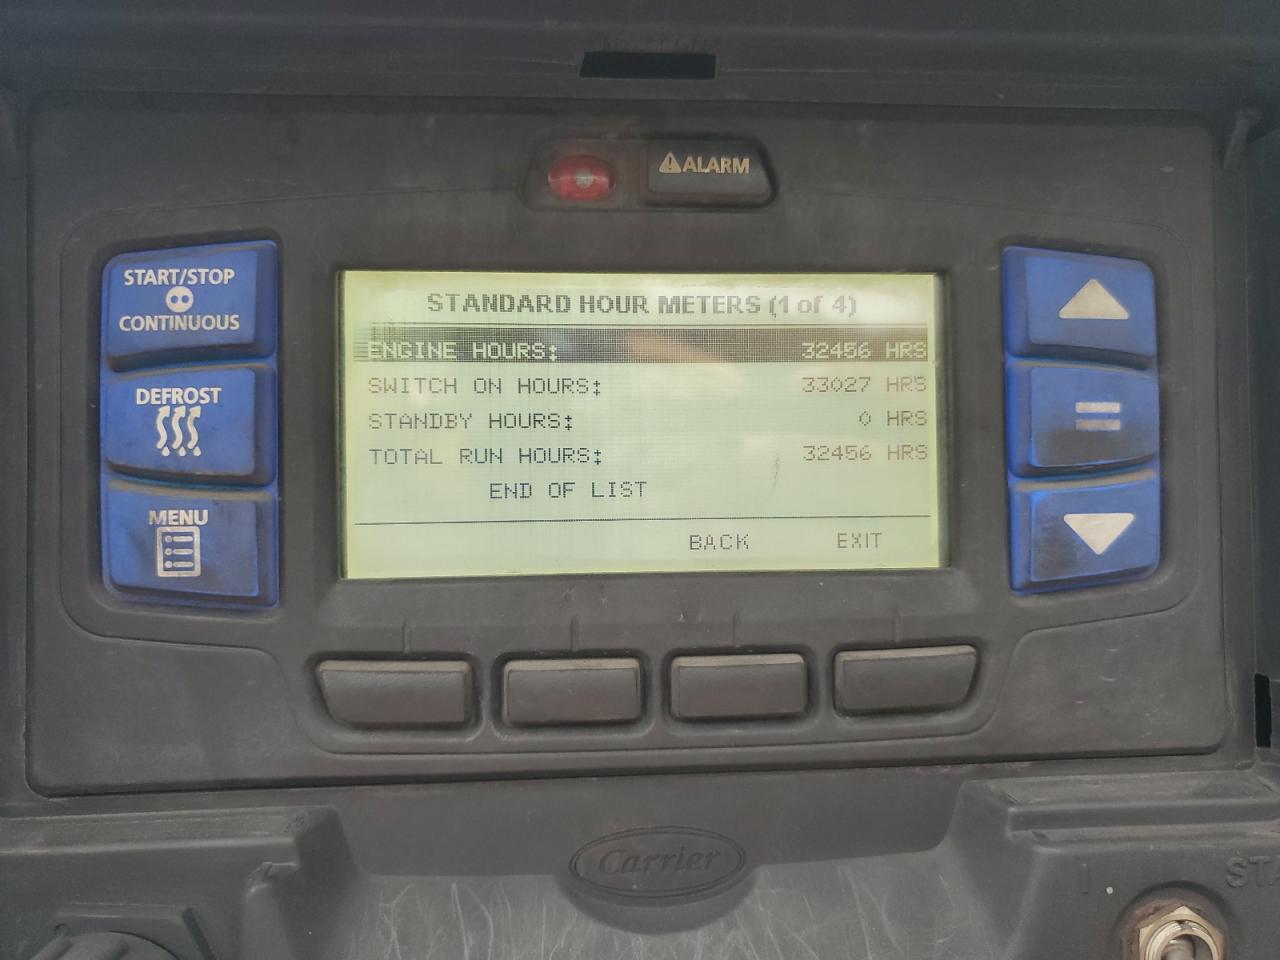 ⚠ALARM
START/STOP
CONTINUOUS
DEFROST
MENU
STANDARD HOUR METERS (1 of 4)
ENGINE HOURS: 32456 HRS
SWITCH ON HOURS: 33027 HRS
STANDBY HOURS: 0 HRS
TOTAL RUN HOURS: 32456 HRS
END OF LIST
BACK EXIT
Carrier
I